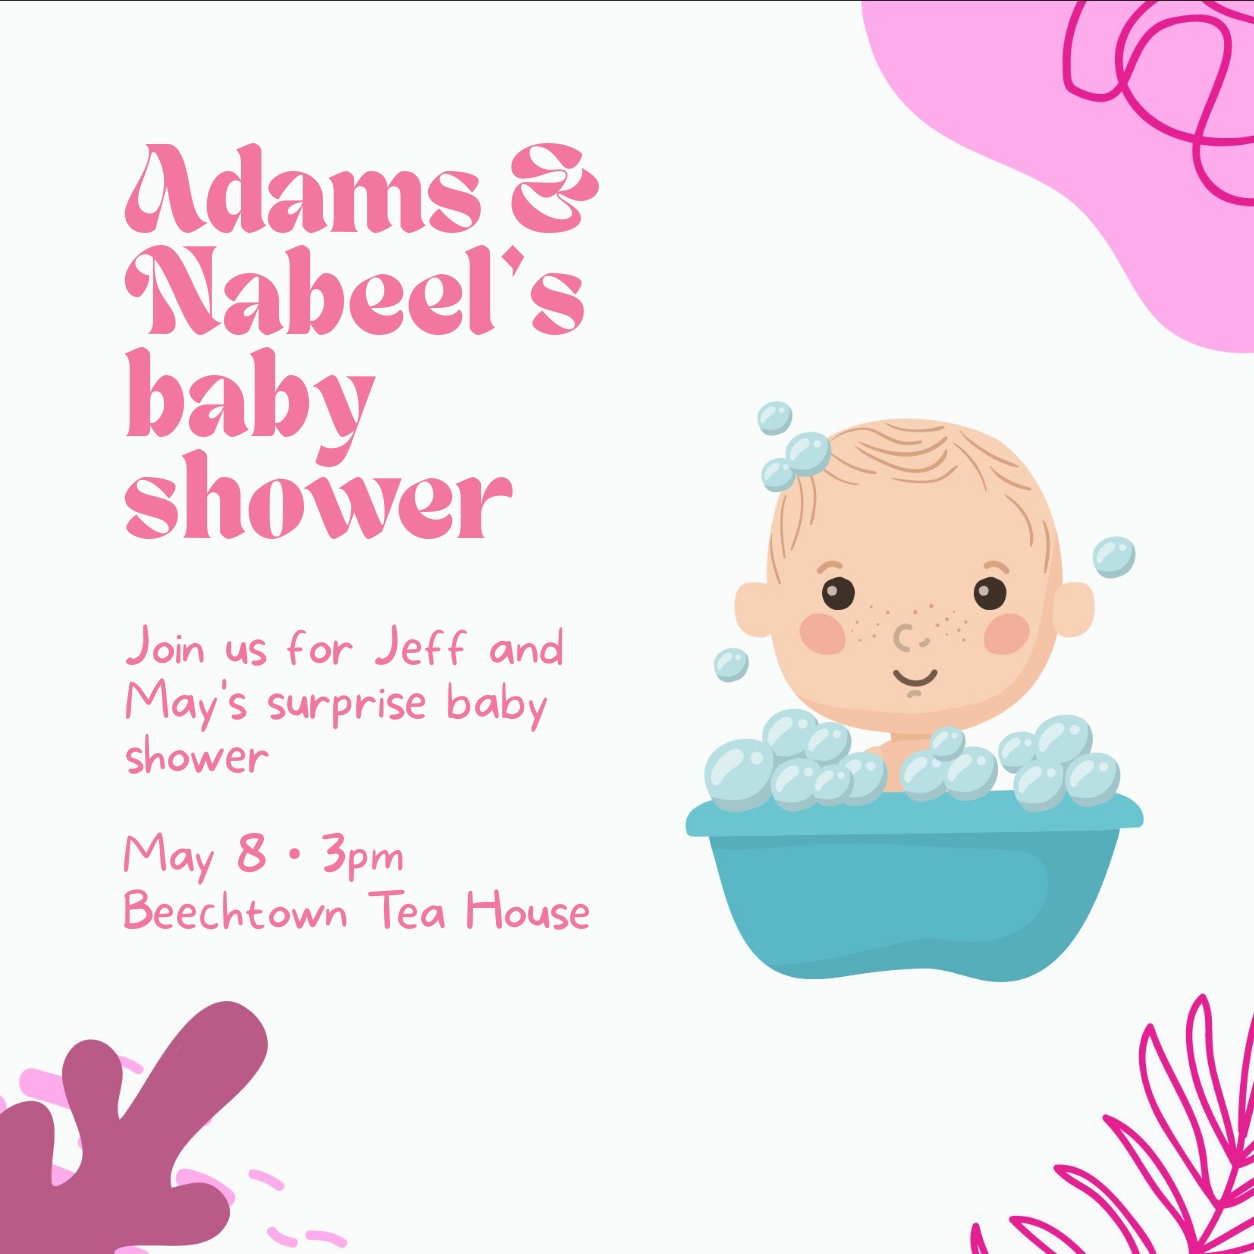 Adams &
Nabeel's
baby
shower
Join us for Jeff and
May's surprise baby
shower
May 8 • 3pm
Beechtown Tea House